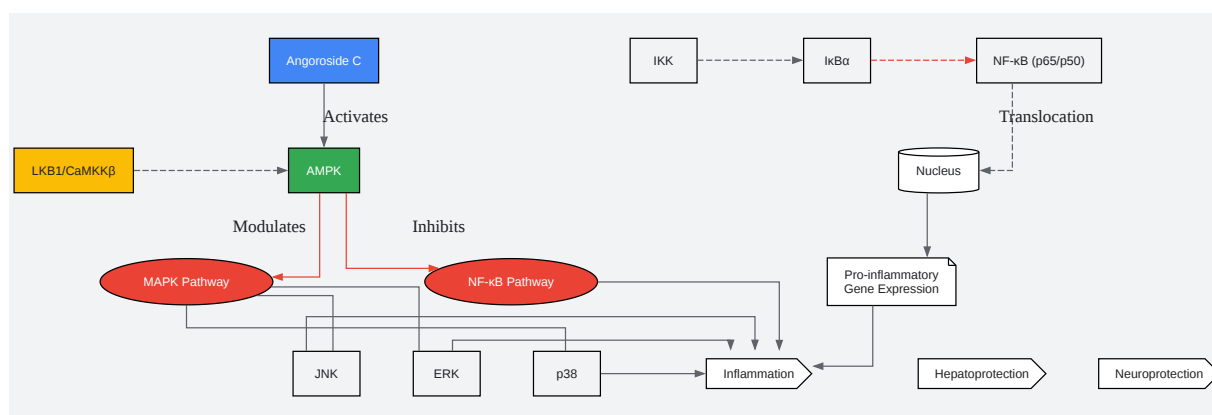 Angoroside C
IKK
IκBα
NF-κB (p65/p50)
Activates
Translocation
LKB1/CaMKKβ
AMPK
Nucleus
Modulates
Inhibits
MAPK Pathway
NF-κB Pathway
Pro-inflammatory
Gene Expression
JNK
ERK
p38
Inflammation
Hepatoprotection
Neuroprotection